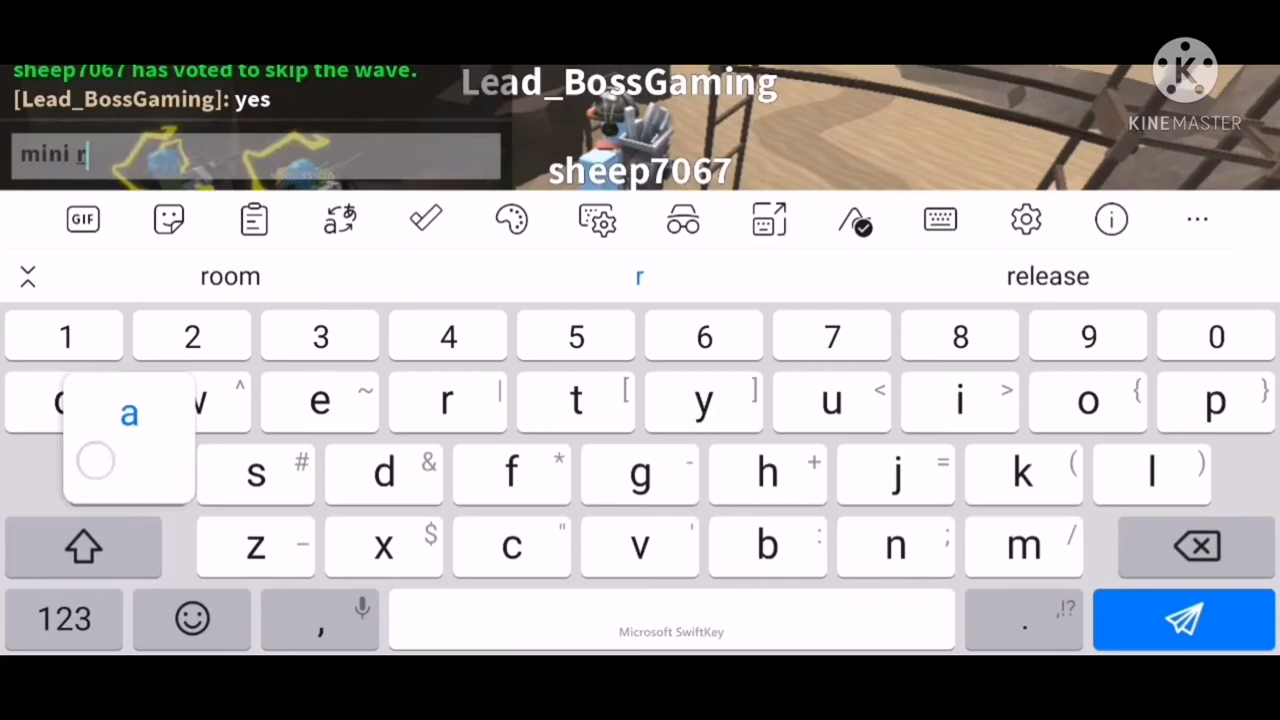 sheep7067 has voted to skip the wave.
[Lead_BossGaming]: yes
mini r
Lead_BossGaming
sheep7067
K
KINEMASTER
GIF
room r release
1 2 3 4 5 6 7 8 9 0
w ^ e ~ r | t [ y ] u < i > o { p }
a s # d & f * g - h + j = k ( l )
z _ x $ c " v ' b : n ; m /
123 , Microsoft SwiftKey . ,!?